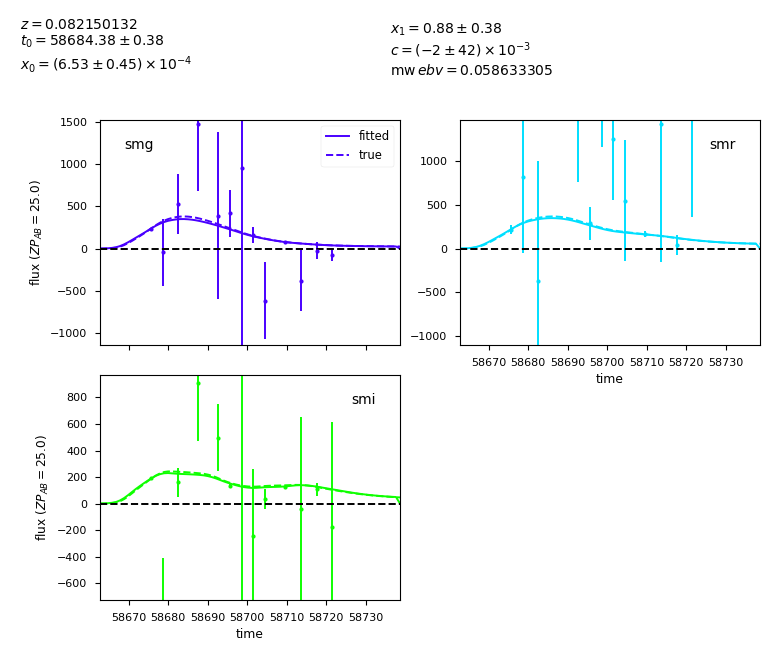 z = 0.082150132
t₀ = 58684.38 ± 0.38
x₀ = (6.53 ± 0.45) × 10⁻⁴
x₁ = 0.88 ± 0.38
c = (−2 ± 42) × 10⁻³
mw ebv = 0.058633305
smg
fitted
true
1500
1000
500
0
−500
−1000
flux (ZP_AB = 25.0)
smr
1000
500
0
−500
−1000
58670 58680 58690 58700 58710 58720 58730
time
smi
800
600
400
200
0
−200
−400
−600
flux (ZP_AB = 25.0)
58670 58680 58690 58700 58710 58720 58730
time